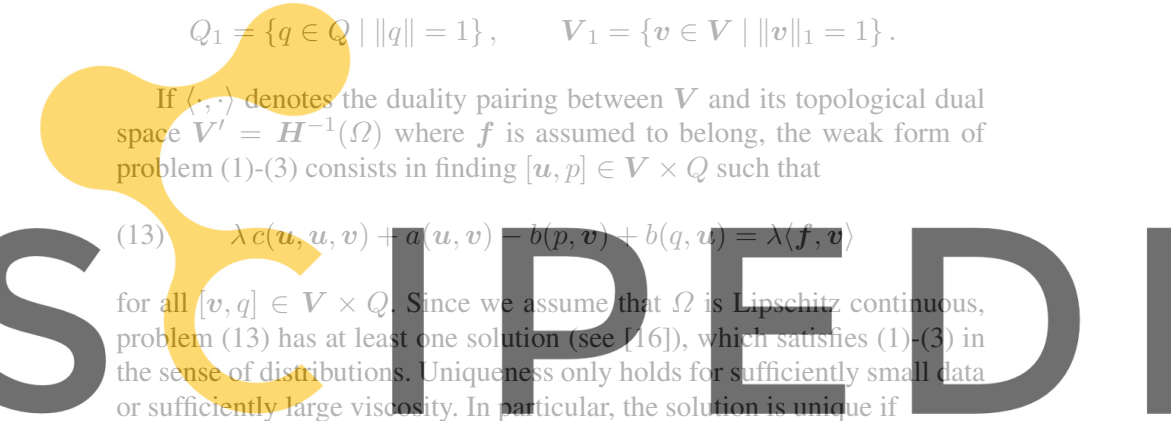 Q₁ = {q ∈ Q | ‖q‖ = 1}, V₁ = {v ∈ V | ‖v‖₁ = 1}.
If ⟨·, ·⟩ denotes the duality pairing between V and its topological dual
space V′ = H⁻¹(Ω) where f is assumed to belong, the weak form of
problem (1)-(3) consists in finding [u, p] ∈ V × Q such that
(13) λ c(u, u, v) + a(u, v) − b(p, v) + b(q, u) = λ⟨f, v⟩
for all [v, q] ∈ V × Q. Since we assume that Ω is Lipschitz continuous,
problem (13) has at least one solution (see [16]), which satisfies (1)-(3) in
the sense of distributions. Uniqueness only holds for sufficiently small data
or sufficiently large viscosity. In particular, the solution is unique if
SCIPEDI